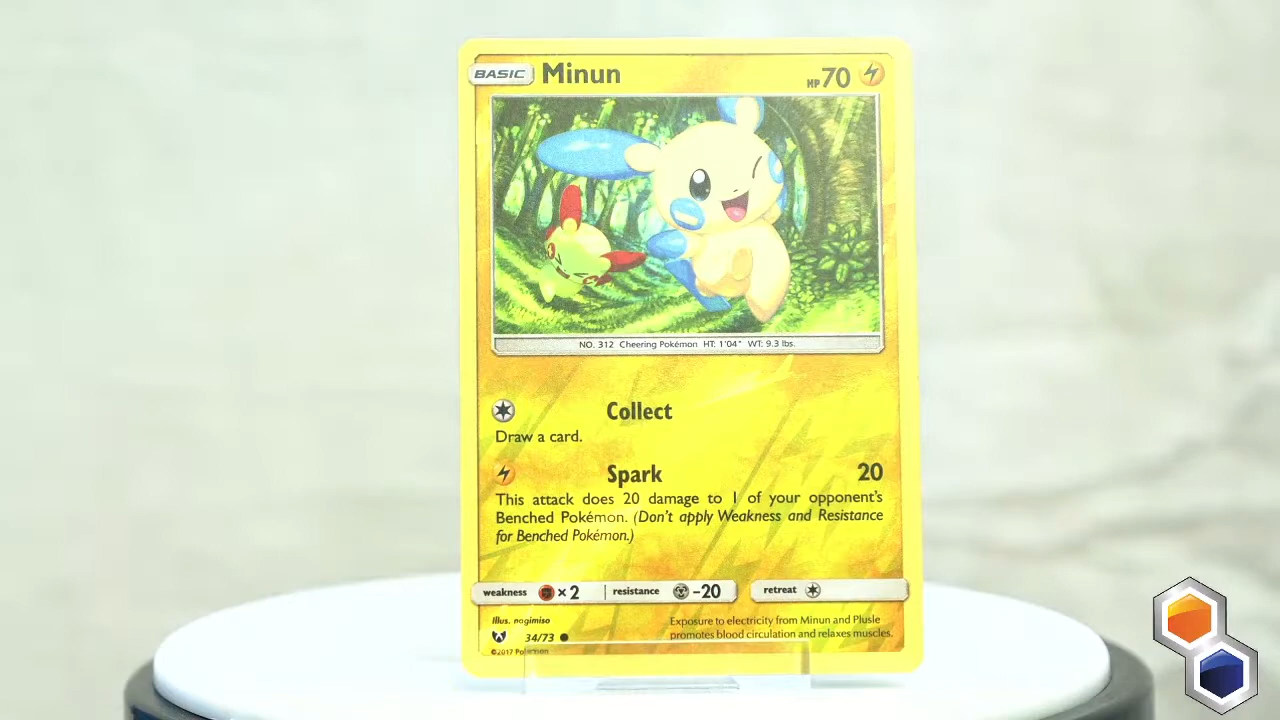 BASIC Minun HP 70
NO. 312 Cheering Pokémon HT: 1'04" WT: 9.3 lbs.
Collect
Draw a card.
Spark 20
This attack does 20 damage to 1 of your opponent's
Benched Pokémon. (Don't apply Weakness and Resistance
for Benched Pokémon.)
weakness ×2 resistance -20 retreat
Illus. nagimiso
34/73
©2017 Pokémon
Exposure to electricity from Minun and Plusle
promotes blood circulation and relaxes muscles.